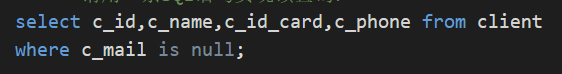 select c_id,c_name,c_id_card,c_phone from client
where c_mail is null;